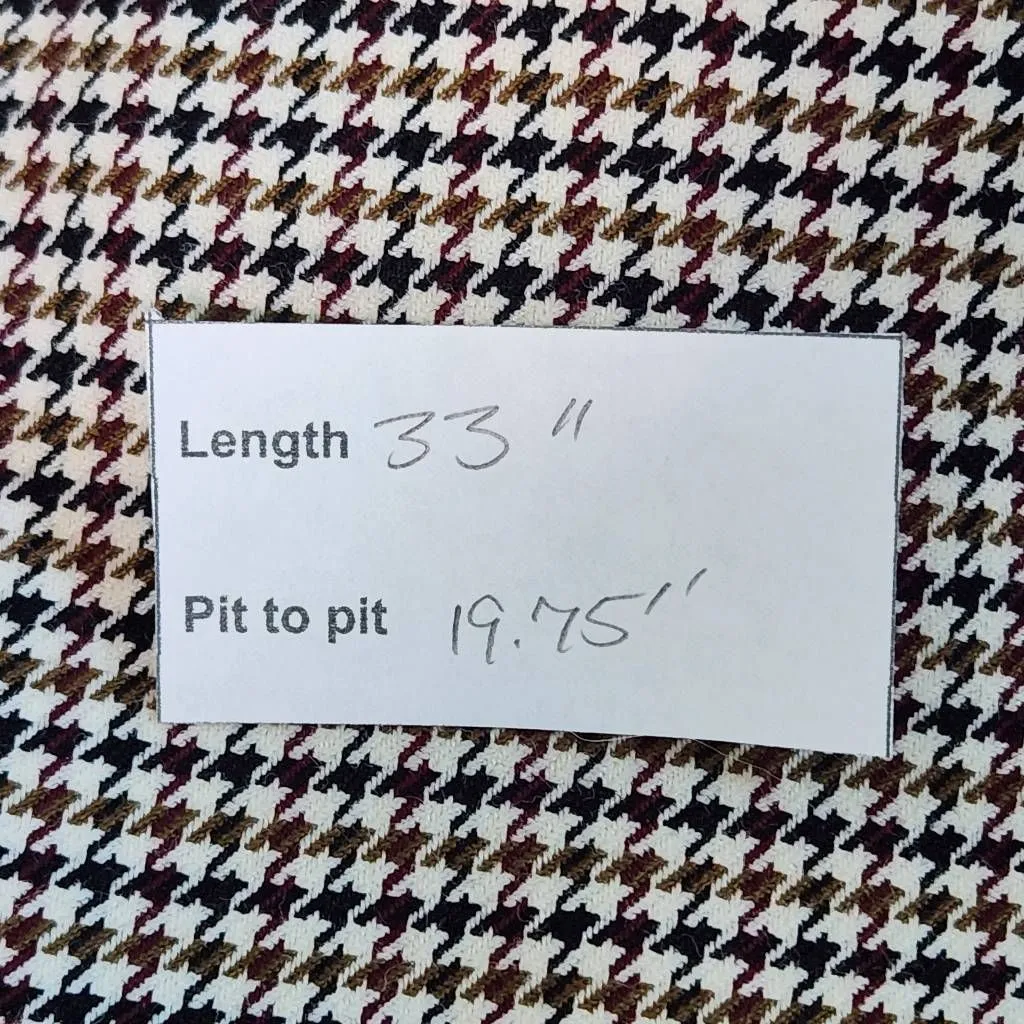 Length 33"
Pit to pit 19.75"